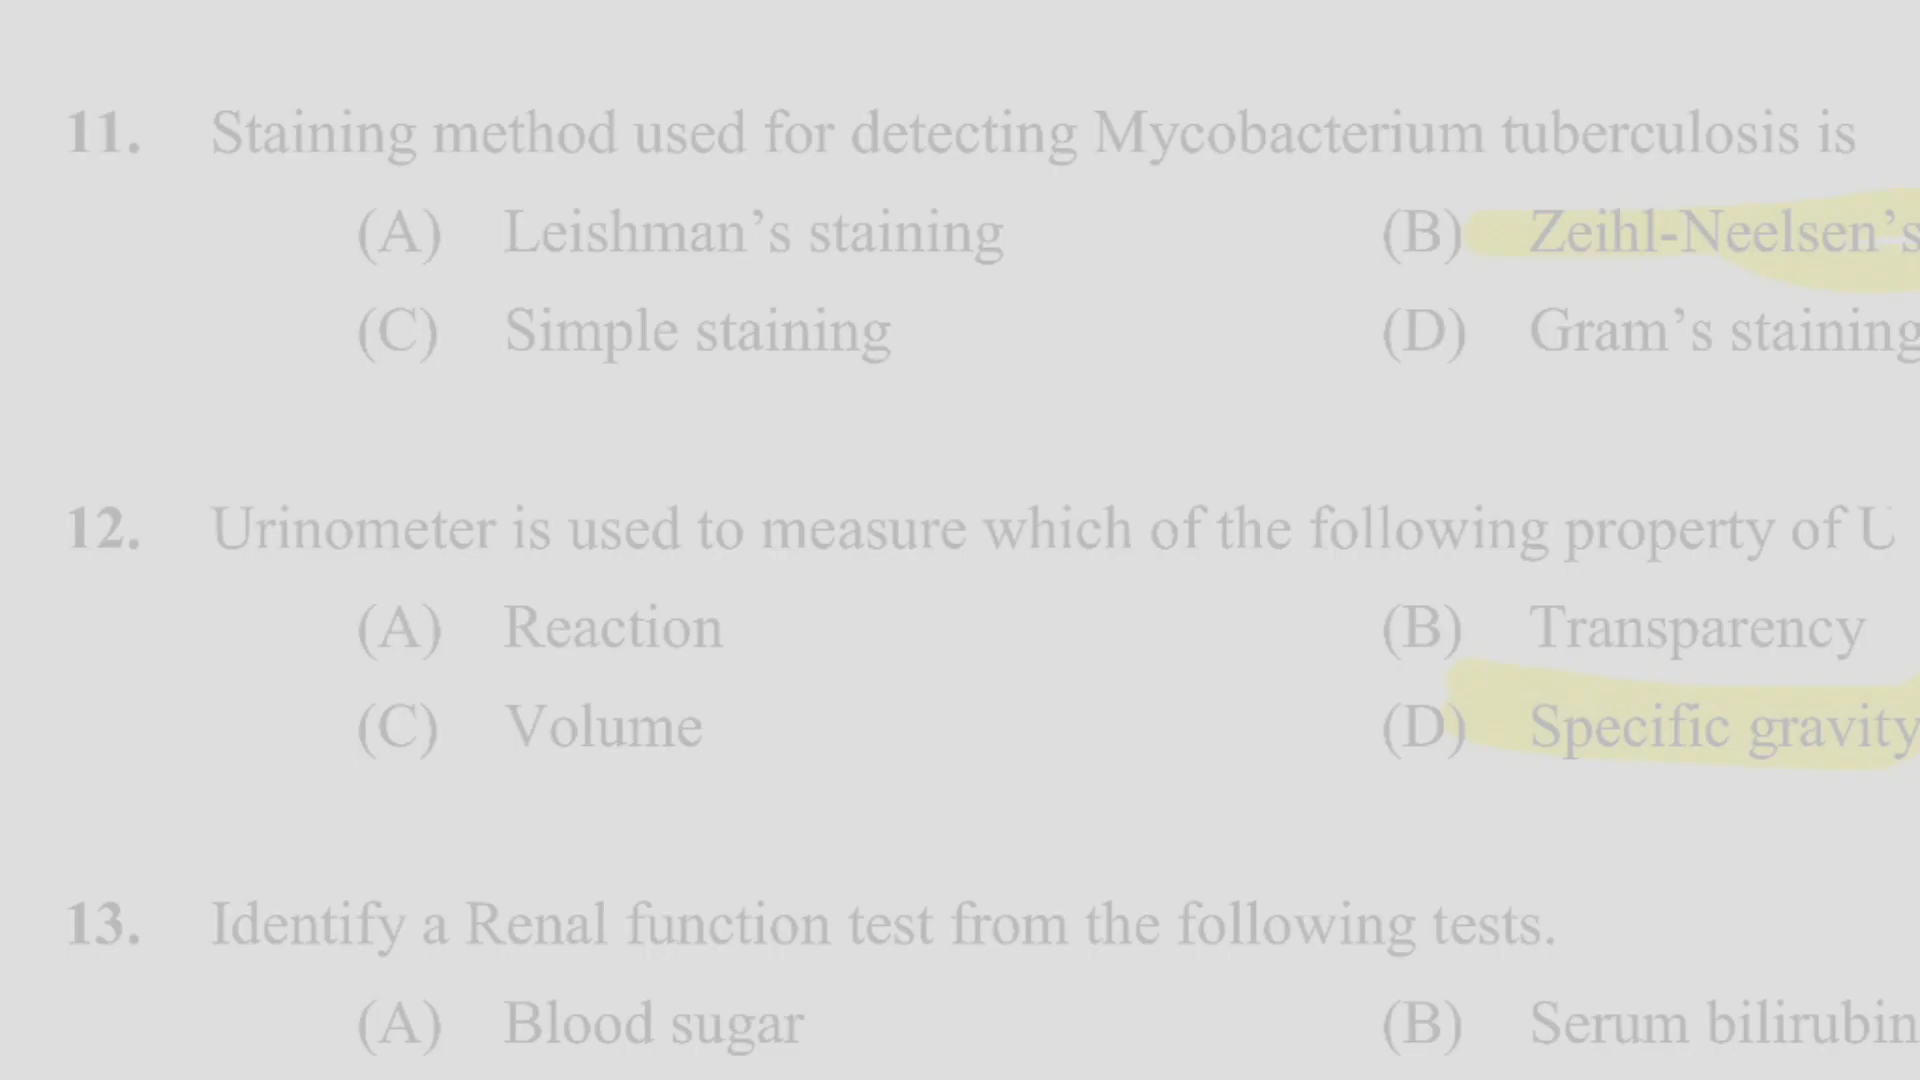 11. Staining method used for detecting Mycobacterium tuberculosis is
(A) Leishman's staining (B) Zeihl-Neelsen's
(C) Simple staining (D) Gram's staining
12. Urinometer is used to measure which of the following property of
(A) Reaction (B) Transparency
(C) Volume (D) Specific gravity
13. Identify a Renal function test from the following tests.
(A) Blood sugar (B) Serum bilirubin